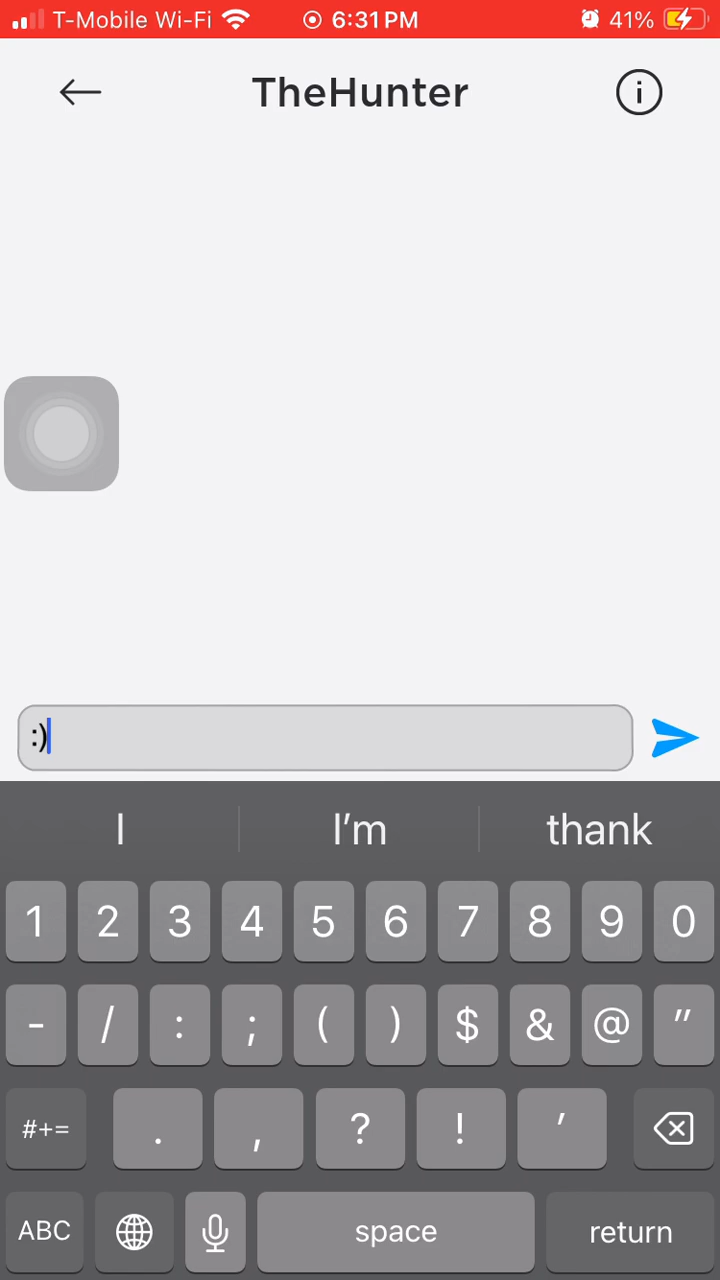 T-Mobile Wi-Fi 6:31 PM 41%
TheHunter
:)
I I'm thank
1 2 3 4 5 6 7 8 9 0
- / : ; ( ) $ & @ "
#+= . , ? ! '
ABC space return